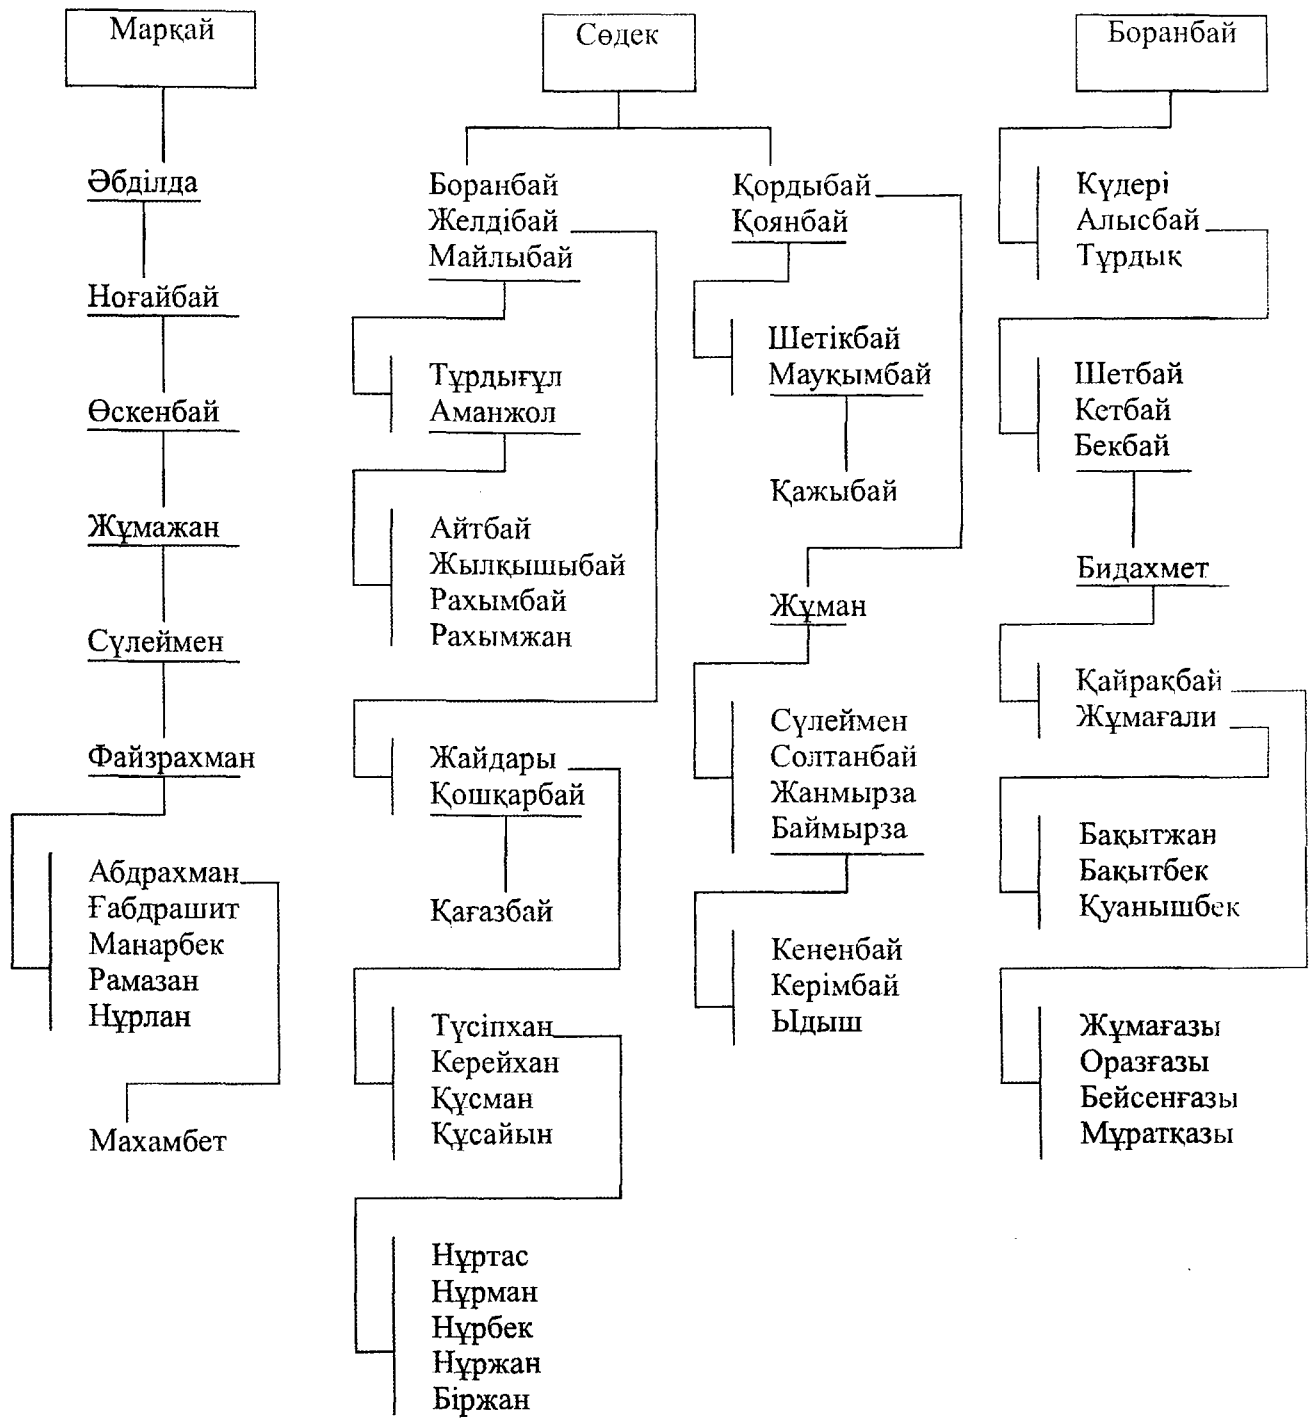 Марқай
Әбділда
Ноғайбай
Өскенбай
Жұмажан
Сүлеймен
Файзрахман
Абдрахман
Ғабдрашит
Манарбек
Рамазан
Нұрлан
Махамбет
Сөдек
Боранбай
Желдібай
Майлыбай
Тұрдығұл
Аманжол
Айтбай
Жылқышыбай
Рахымбай
Рахымжан
Жайдары
Қошқарбай
Қағазбай
Түсіпхан
Керейхан
Құсман
Құсайын
Нұртас
Нұрман
Нұрбек
Нұржан
Біржан
Қордыбай
Қоянбай
Шетікбай
Мауқымбай
Қажыбай
Жұман
Сүлеймен
Солтанбай
Жанмырза
Баймырза
Кененбай
Керімбай
Ыдыш
Боранбай
Күдері
Алысбай
Тұрдық
Шетбай
Кетбай
Бекбай
Бидахмет
Қайрақбай
Жұмағали
Бақытжан
Бақытбек
Қуанышбек
Жұмағазы
Оразғазы
Бейсенғазы
Мұратқазы